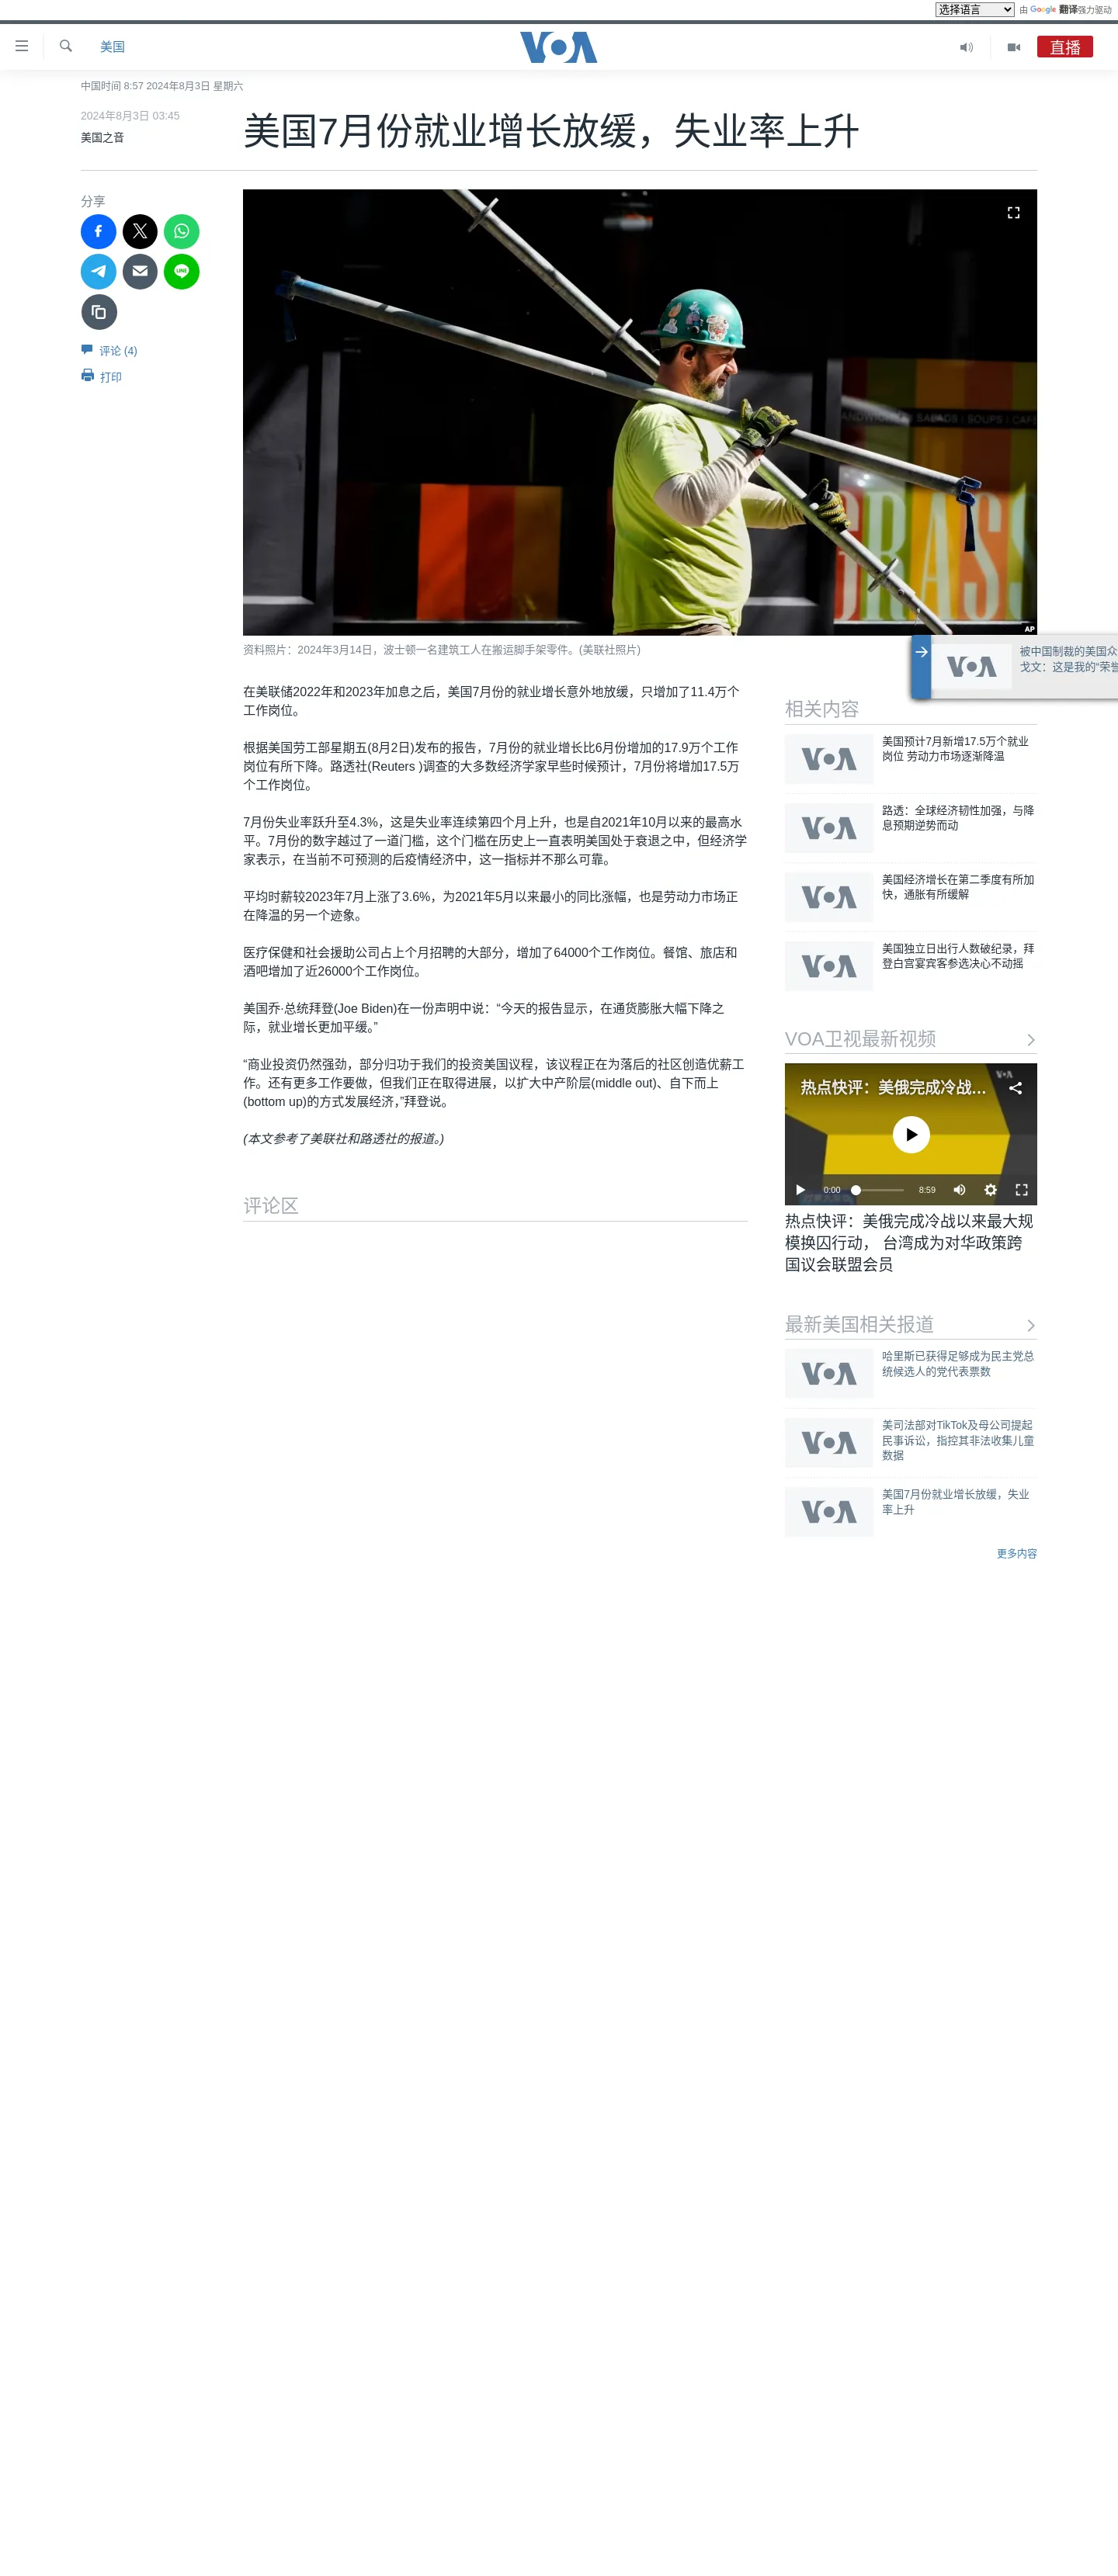 选择语言 由 Google 翻译强力驱动
美国
VOA
直播
中国时间 8:57 2024年8月3日 星期六
2024年8月3日 03:45
美国之音
美国7月份就业增长放缓，失业率上升
分享
评论 (4)
打印
SALADS | SOUPS | CAFE
GRASS
AP
资料照片：2024年3月14日，波士顿一名建筑工人在搬运脚手架零件。(美联社照片)
在美联储2022年和2023年加息之后，美国7月份的就业增长意外地放缓，只增加了11.4万个
工作岗位。
根据美国劳工部星期五(8月2日)发布的报告，7月份的就业增长比6月份增加的17.9万个工作
岗位有所下降。路透社(Reuters )调查的大多数经济学家早些时候预计，7月份将增加17.5万
个工作岗位。
7月份失业率跃升至4.3%，这是失业率连续第四个月上升，也是自2021年10月以来的最高水
平。7月份的数字越过了一道门槛，这个门槛在历史上一直表明美国处于衰退之中，但经济学
家表示，在当前不可预测的后疫情经济中，这一指标并不那么可靠。
平均时薪较2023年7月上涨了3.6%，为2021年5月以来最小的同比涨幅，也是劳动力市场正
在降温的另一个迹象。
医疗保健和社会援助公司占上个月招聘的大部分，增加了64000个工作岗位。餐馆、旅店和
酒吧增加了近26000个工作岗位。
美国乔·总统拜登(Joe Biden)在一份声明中说：“今天的报告显示，在通货膨胀大幅下降之
际，就业增长更加平缓。”
“商业投资仍然强劲，部分归功于我们的投资美国议程，该议程正在为落后的社区创造优薪工
作。还有更多工作要做，但我们正在取得进展，以扩大中产阶层(middle out)、自下而上
(bottom up)的方式发展经济，”拜登说。
(本文参考了美联社和路透社的报道。)
评论区
VOA
被中国制裁的美国众
戈文：这是我的“荣誉
相关内容
VOA
美国预计7月新增17.5万个就业
岗位 劳动力市场逐渐降温
VOA
路透：全球经济韧性加强，与降
息预期逆势而动
VOA
美国经济增长在第二季度有所加
快，通胀有所缓解
VOA
美国独立日出行人数破纪录，拜
登白宫宴宾客参选决心不动摇
VOA卫视最新视频
VOA
热点快评：美俄完成冷战...
0:00
8:59
热点快评：美俄完成冷战以来最大规
模换囚行动， 台湾成为对华政策跨
国议会联盟会员
最新美国相关报道
VOA
哈里斯已获得足够成为民主党总
统候选人的党代表票数
VOA
美司法部对TikTok及母公司提起
民事诉讼，指控其非法收集儿童
数据
VOA
美国7月份就业增长放缓，失业
率上升
更多内容